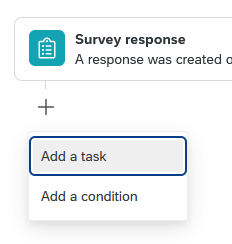 Survey response
A response was created o
Add a task
Add a condition